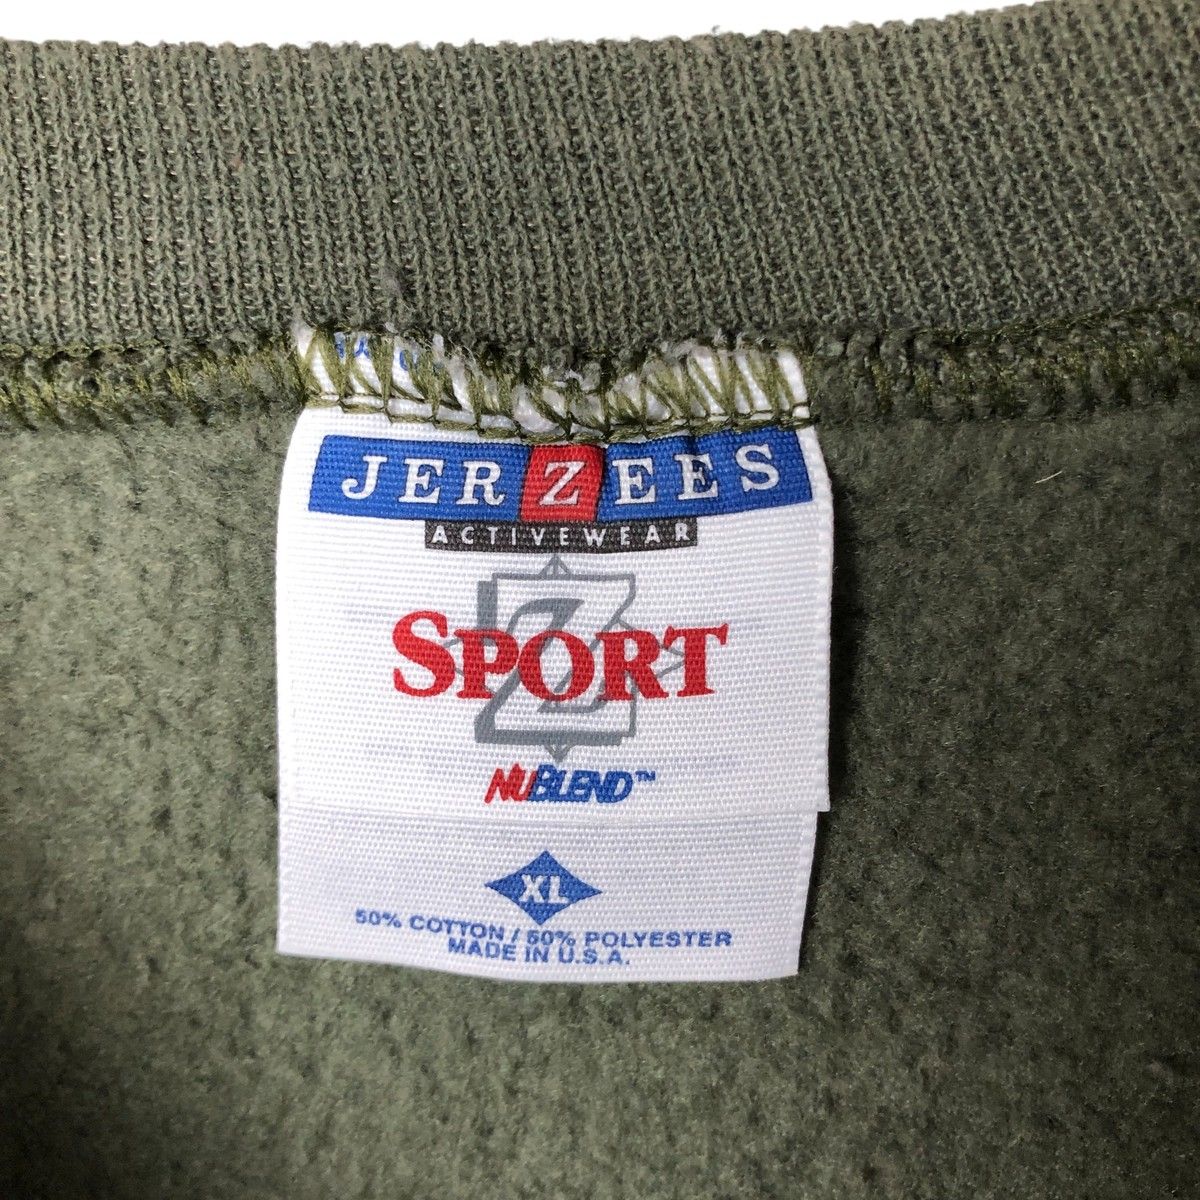 JERZEES
ACTIVEWEAR
Z
SPORT
NUBLEND™
XL
50% COTTON / 50% POLYESTER
MADE IN U.S.A.